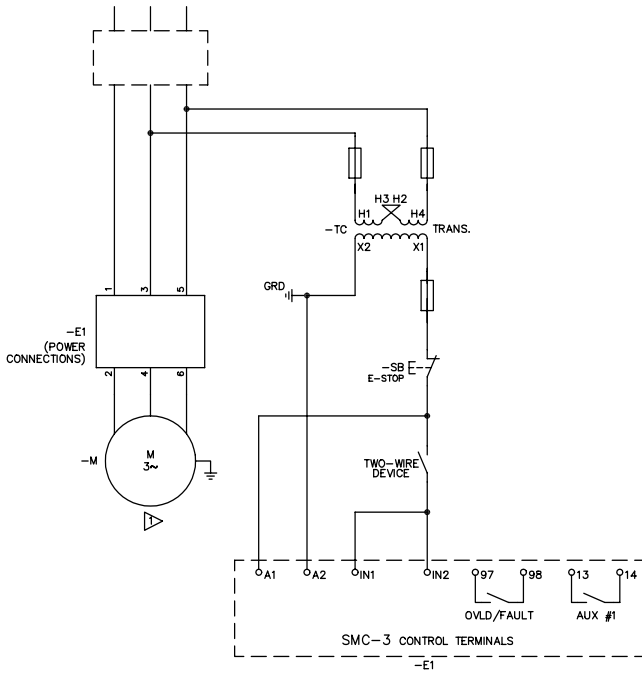 H3 H2
H1 H4
-TC TRANS.
X2 X1
GRD
1 3 5
-E1
(POWER
CONNECTIONS)
2 4 6
-SB
E-STOP
M
3~
-M
1
TWO-WIRE
DEVICE
A1 A2 IN1 IN2 97 98 13 14
OVLD/FAULT AUX #1
SMC-3 CONTROL TERMINALS
-E1